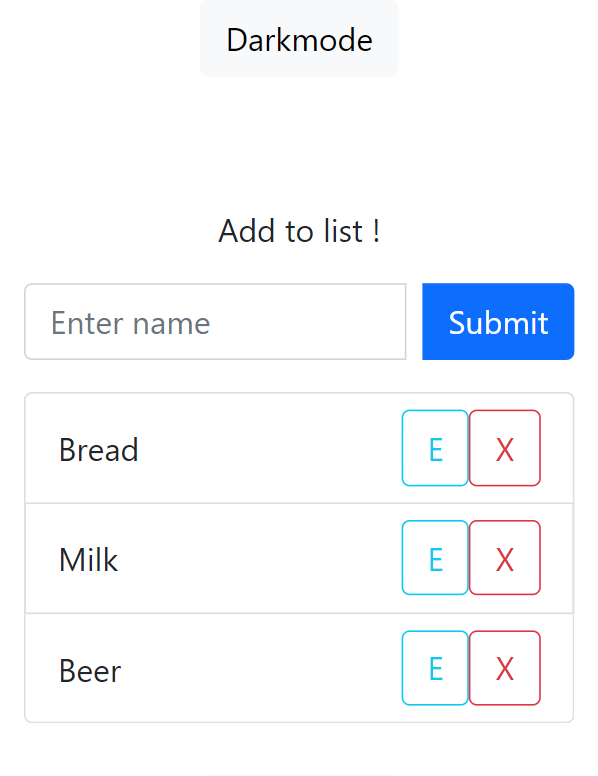 Darkmode
Add to list !
Enter name Submit
Bread E X
Milk E X
Beer E X